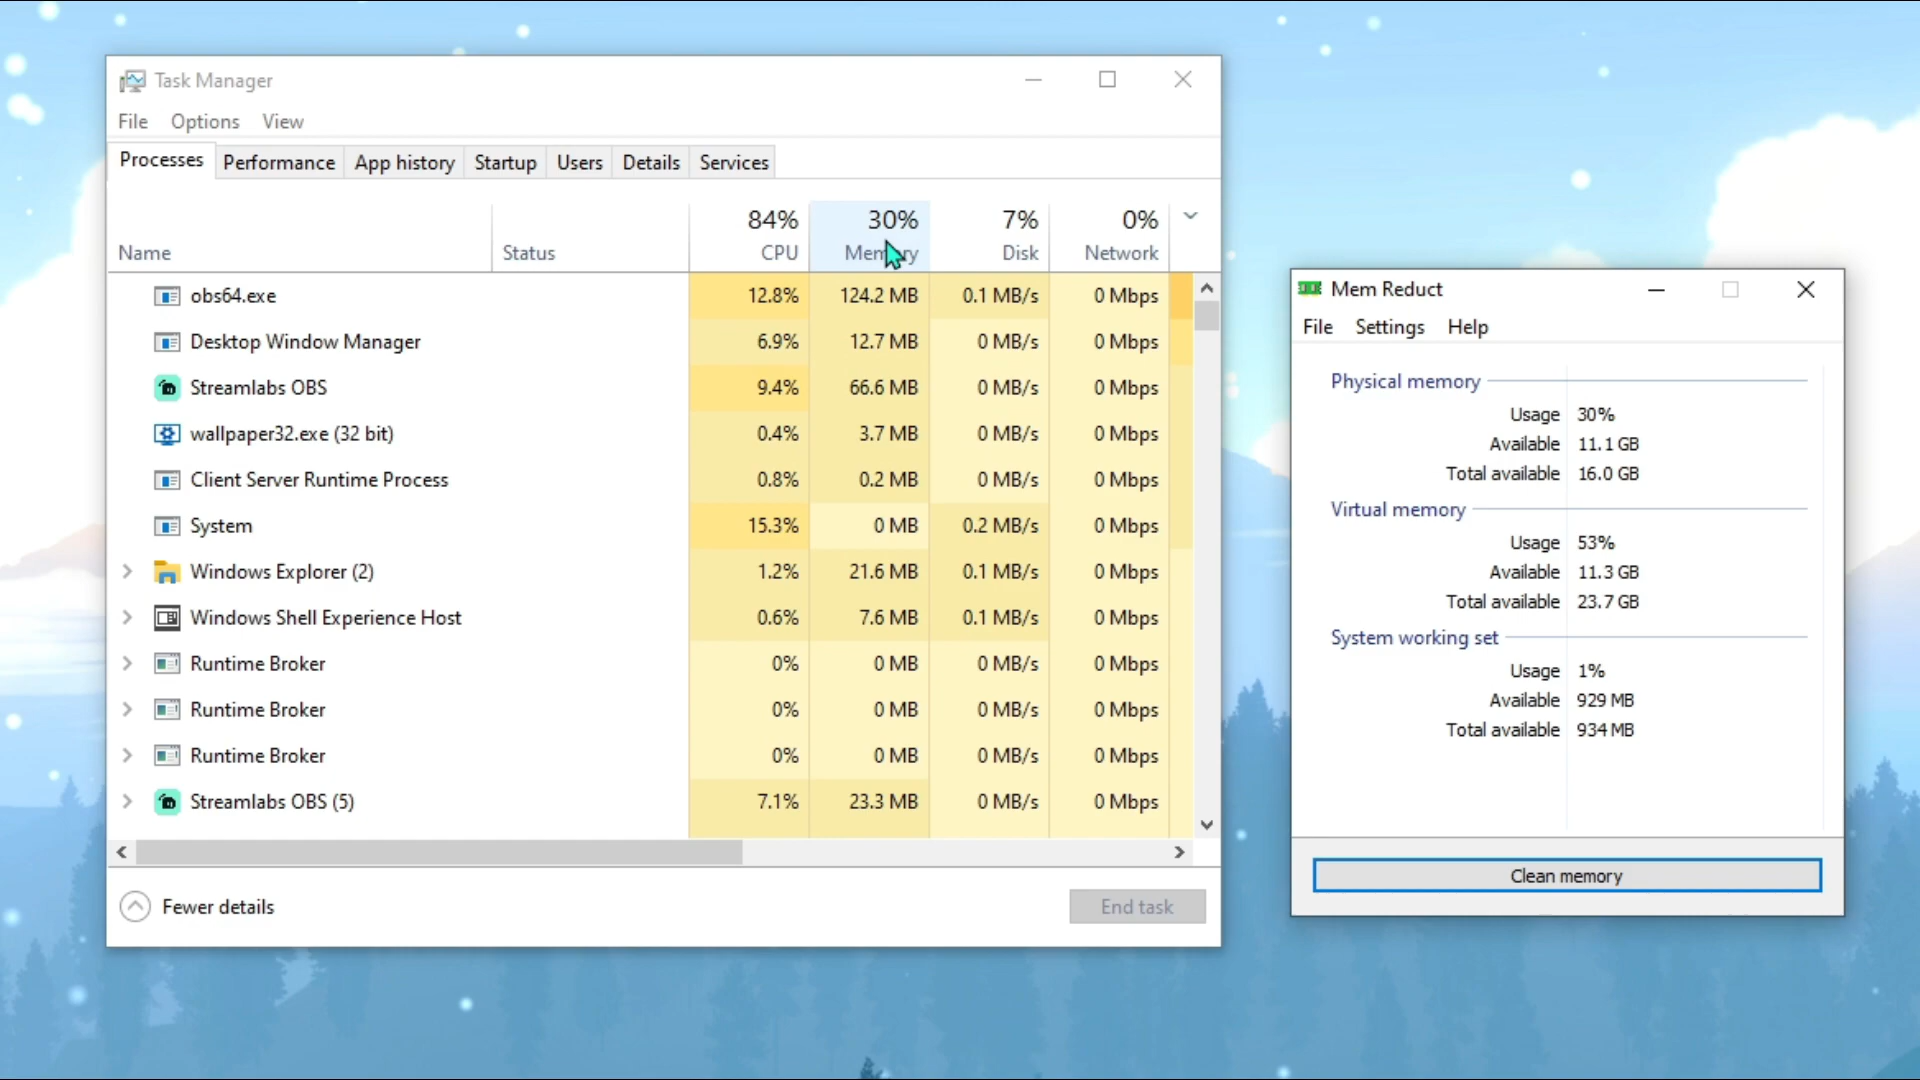 Task Manager
File Options View
Processes Performance App history Startup Users Details Services
84% 30% 7% 0%
Name Status CPU Memory Disk Network
obs64.exe 12.8% 124.2 MB 0.1 MB/s 0 Mbps
Desktop Window Manager 6.9% 12.7 MB 0 MB/s 0 Mbps
Streamlabs OBS 9.4% 66.6 MB 0 MB/s 0 Mbps
wallpaper32.exe (32 bit) 0.4% 3.7 MB 0 MB/s 0 Mbps
Client Server Runtime Process 0.8% 0.2 MB 0 MB/s 0 Mbps
System 15.3% 0 MB 0.2 MB/s 0 Mbps
Windows Explorer (2) 1.2% 21.6 MB 0.1 MB/s 0 Mbps
Windows Shell Experience Host 0.6% 7.6 MB 0.1 MB/s 0 Mbps
Runtime Broker 0% 0 MB 0 MB/s 0 Mbps
Runtime Broker 0% 0 MB 0 MB/s 0 Mbps
Runtime Broker 0% 0 MB 0 MB/s 0 Mbps
Streamlabs OBS (5) 7.1% 23.3 MB 0 MB/s 0 Mbps
Fewer details End task
Mem Reduct
File Settings Help
Physical memory
Usage 30%
Available 11.1 GB
Total available 16.0 GB
Virtual memory
Usage 53%
Available 11.3 GB
Total available 23.7 GB
System working set
Usage 1%
Available 929 MB
Total available 934 MB
Clean memory